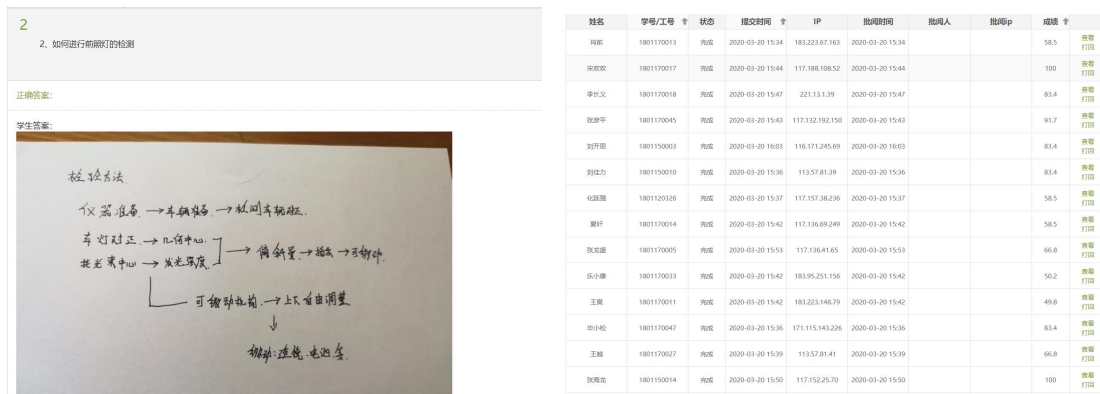 2
2、如何进行前照灯的检测
正确答案：
学生答案：
检验方法.
仪器准备.→车辆准备.→检测车辆驶正.
车灯对正.→几何中心.
提光束中心→发光强度.
→偏斜量→指示→可移动.
可移动机构.→上下自由调整
↓
移动:透镜.电池等.
姓名 学号/工号 状态 提交时间 IP 批阅时间 批阅人 批阅ip 成绩
肖前 1801170013 完成 2020-03-20 15:34 183.223.67.163 2020-03-20 15:34 58.5 查看 打回
宋欢欢 1801170017 完成 2020-03-20 15:44 117.188.108.52 2020-03-20 15:44 100 查看 打回
李长义 1801170018 完成 2020-03-20 15:47 221.13.1.39 2020-03-20 15:47 83.4 查看 打回
张彦平 1801170045 完成 2020-03-20 15:43 117.132.192.150 2020-03-20 15:43 91.7 查看 打回
刘开恩 1801150003 完成 2020-03-20 16:03 116.171.245.69 2020-03-20 16:03 83.4 查看 打回
刘佳力 1801150010 完成 2020-03-20 15:36 113.57.81.39 2020-03-20 15:36 83.4 查看 打回
化廷强 1801120326 完成 2020-03-20 15:37 117.157.38.236 2020-03-20 15:37 58.5 查看 打回
夏轩 1801170014 完成 2020-03-20 15:42 117.136.69.249 2020-03-20 15:42 58.5 查看 打回
张龙盛 1801170005 完成 2020-03-20 15:53 117.136.41.65 2020-03-20 15:53 66.8 查看 打回
乐小康 1801170033 完成 2020-03-20 15:42 183.95.251.156 2020-03-20 15:42 50.2 查看 打回
王昊 1801170011 完成 2020-03-20 15:42 183.223.148.79 2020-03-20 15:42 49.8 查看 打回
毕小松 1801170047 完成 2020-03-20 15:36 171.115.143.226 2020-03-20 15:36 83.4 查看 打回
王越 1801170027 完成 2020-03-20 15:39 113.57.81.41 2020-03-20 15:39 66.8 查看 打回
张海龙 1801150014 完成 2020-03-20 15:50 117.152.25.70 2020-03-20 15:50 100 查看 打回